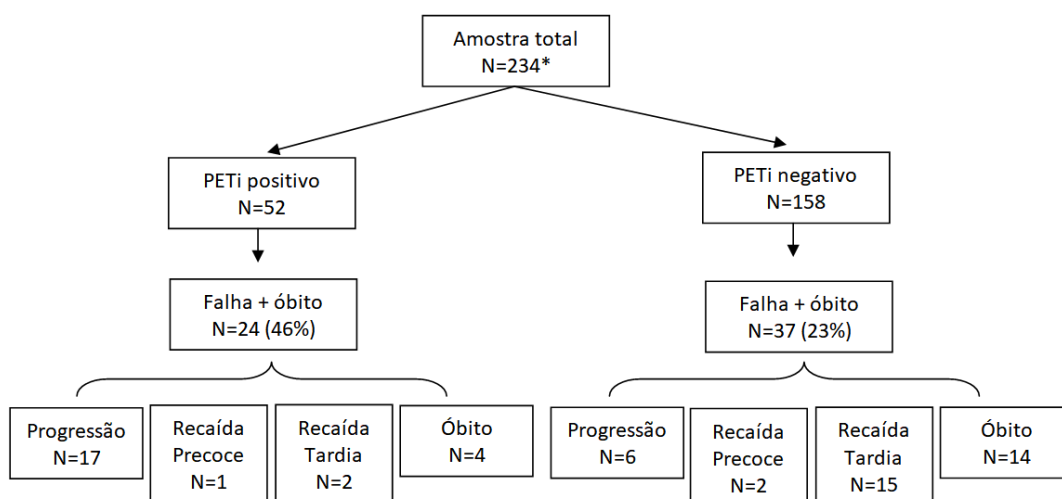 Amostra total
N=234*
PETi positivo
N=52
PETi negativo
N=158
Falha + óbito
N=24 (46%)
Falha + óbito
N=37 (23%)
Progressão
N=17
Recaída
Precoce
N=1
Recaída
Tardia
N=2
Óbito
N=4
Progressão
N=6
Recaída
Precoce
N=2
Recaída
Tardia
N=15
Óbito
N=14